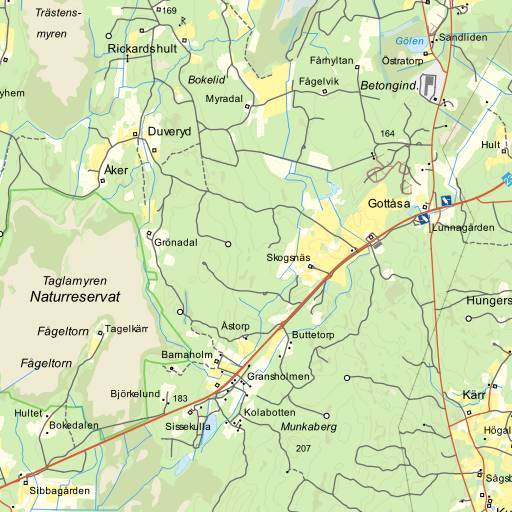 Trästens-
myren
169
Rickardshult
Gölen
Sandliden
Östratorp
Fårhyltan
Bokelid
Fågelvik
Betongind.
yhem
Myradal
Duveryd
164
Hult
Åker
Gottåsa
Lunnagården
Grönadal
Skogsnäs
Taglamyren
Naturreservat
Hungers
Fågeltorn
Tagelkärr
Åstorp
Buttetorp
Fågeltorn
Barnaholm
Gransholmen
Björkelund
183
Kärr
Hultet
Kolabotten
Bokedalen
Sissekulla
Munkaberg
Högal
207
Sibbagården
Sågs